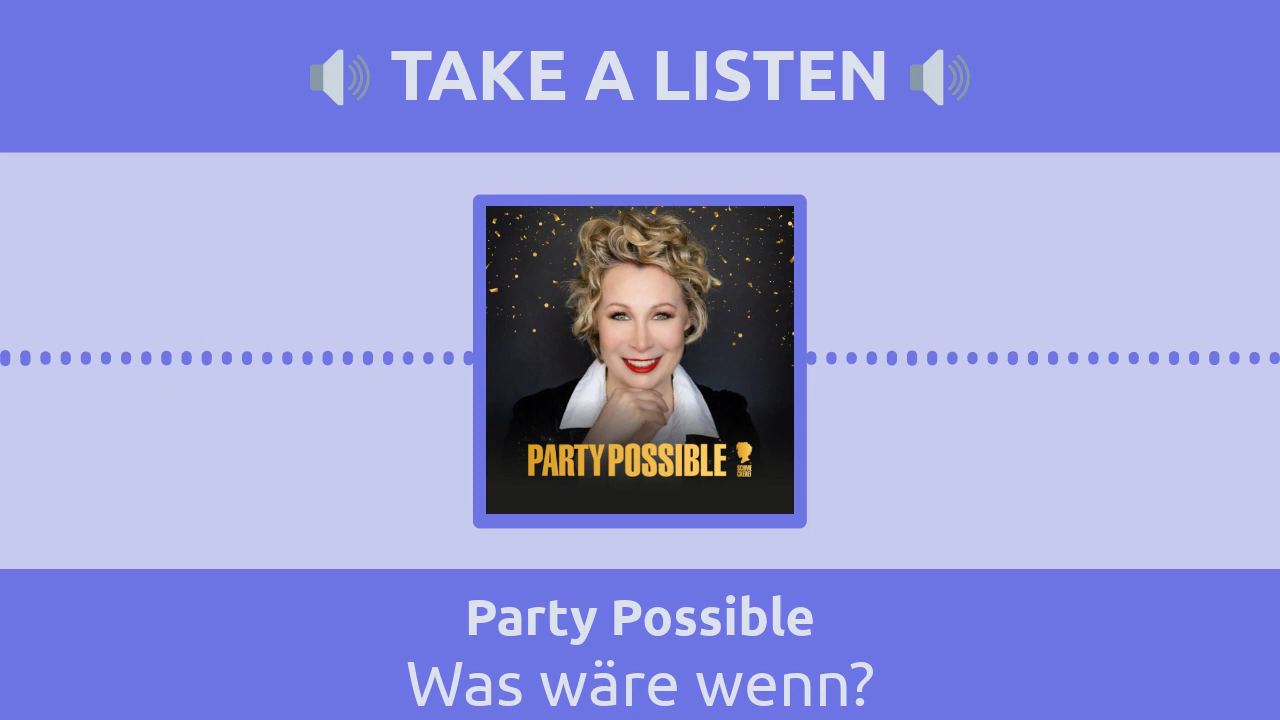 TAKE A LISTEN
PARTY POSSIBLE
Party Possible
Was wäre wenn?